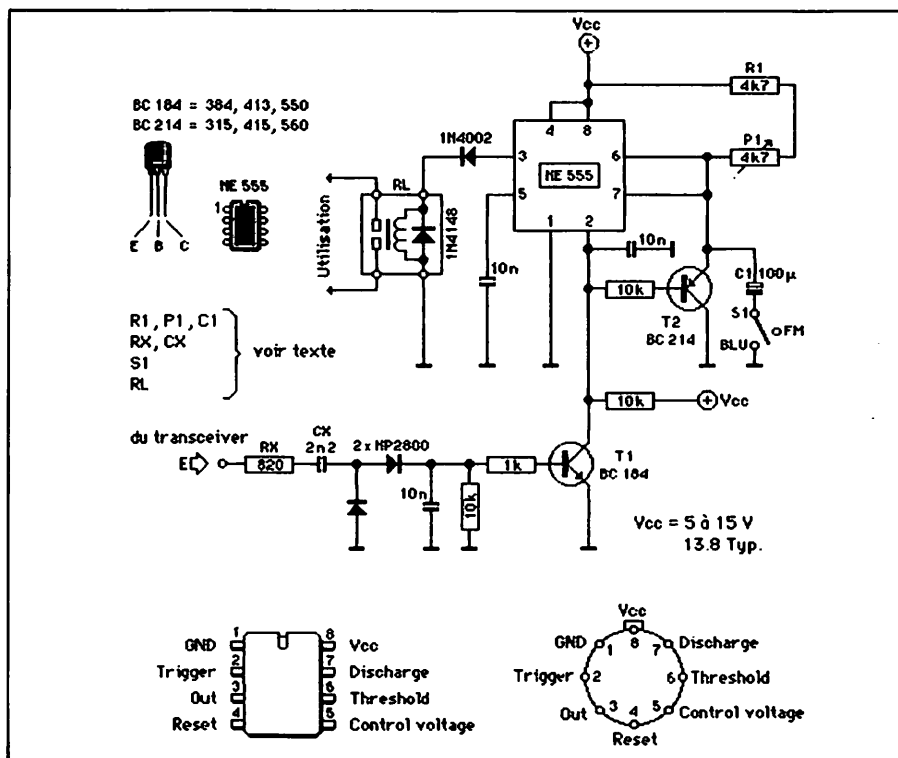 Vcc
+
R1
4k7
BC 184 = 384, 413, 550
BC 214 = 315, 415, 560
1N4002
4 8
3 6
NE 555
P1
4k7
NE 555
1
5 7
RL
1 2
Utilisation
1N4148
10n
10n
E B C
10k
C1 100µ
T2
BC 214
S1
FM
BLU
R1, P1, C1
RX, CX
S1
RL
voir texte
10k
+ Vcc
du transceiver
E
RX
820
CX
2n2
2 x HP2800
1k
T1
BC 184
10n
10k
Vcc = 5 à 15 V
13.8 Typ.
GND 1 8 Vcc
Trigger 2 7 Discharge
Out 3 6 Threshold
Reset 4 5 Control voltage
Vcc
GND 1 8 7 Discharge
Trigger 2 6 Threshold
Out 3 4 5 Control voltage
Reset